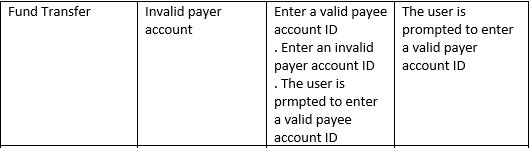 Fund Transfer
Invalid payer
account
Enter a valid payee
account ID
. Enter an invalid
payer account ID
. The user is
prmpted to enter
a valid payee
account ID
The user is
prompted to enter
a valid payer
account ID